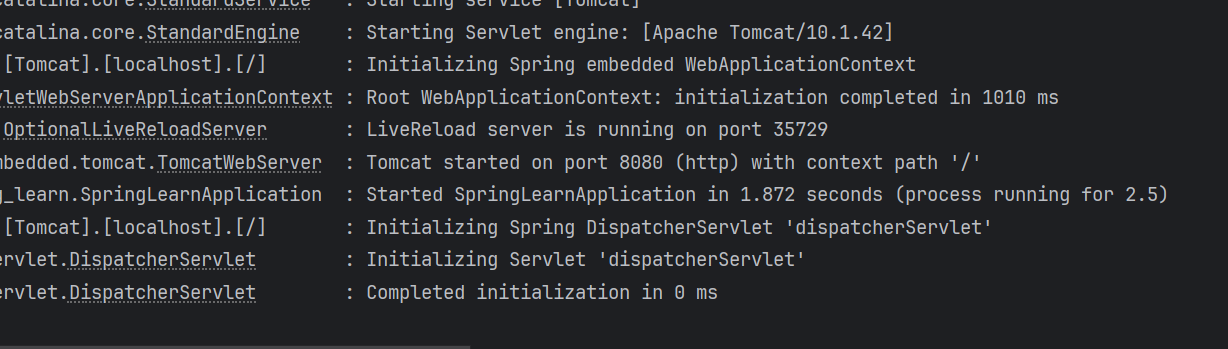 catalina.core.StandardService : Starting service [Tomcat]
catalina.core.StandardEngine : Starting Servlet engine: [Apache Tomcat/10.1.42]
[Tomcat].[localhost].[/] : Initializing Spring embedded WebApplicationContext
vletWebServerApplicationContext : Root WebApplicationContext: initialization completed in 1010 ms
OptionalLiveReloadServer : LiveReload server is running on port 35729
mbedded.tomcat.TomcatWebServer : Tomcat started on port 8080 (http) with context path '/'
g_learn.SpringLearnApplication : Started SpringLearnApplication in 1.872 seconds (process running for 2.5)
[Tomcat].[localhost].[/] : Initializing Spring DispatcherServlet 'dispatcherServlet'
ervlet.DispatcherServlet : Initializing Servlet 'dispatcherServlet'
ervlet.DispatcherServlet : Completed initialization in 0 ms